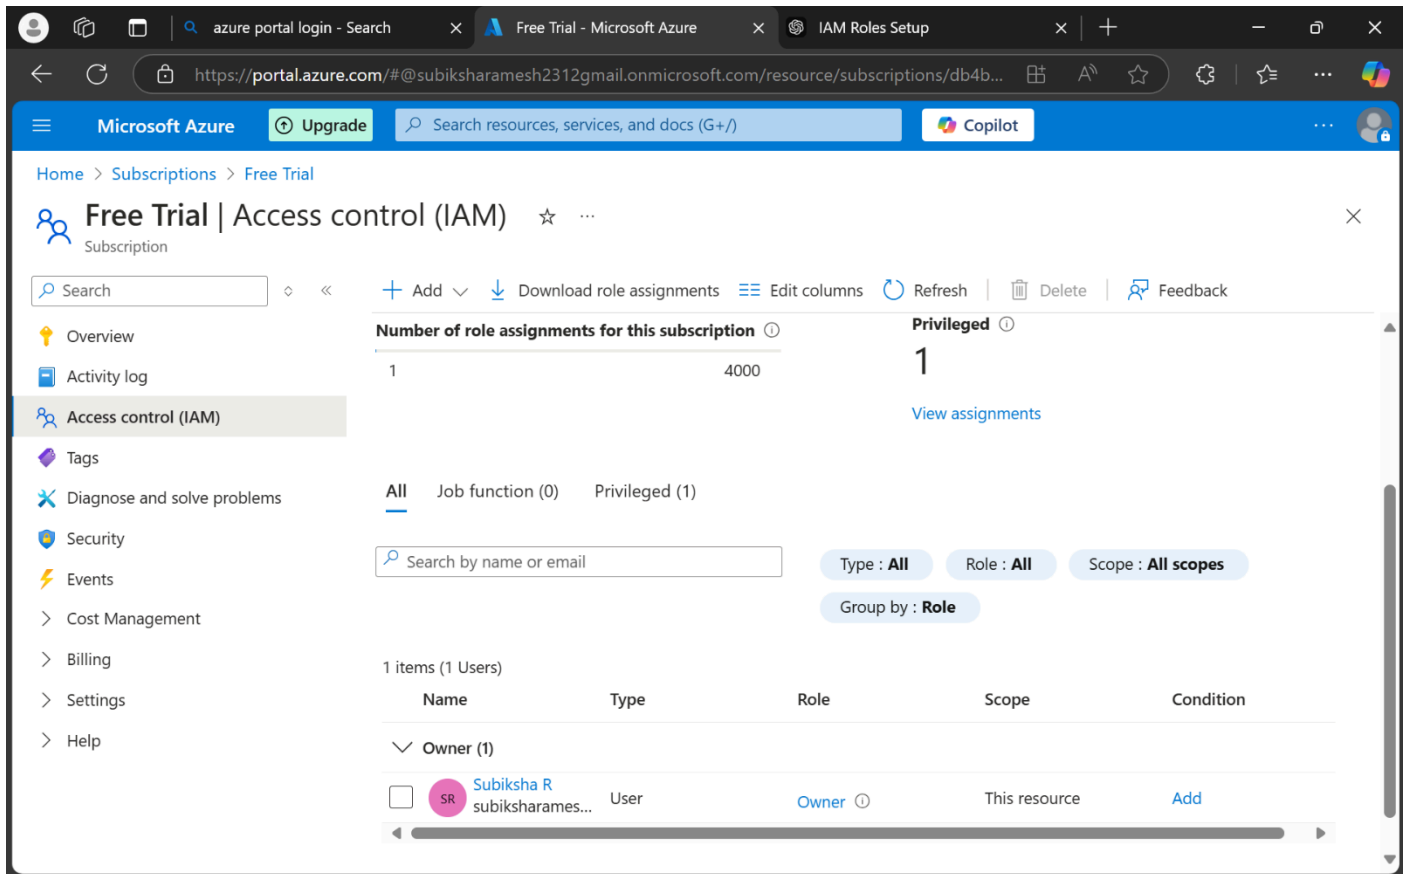 azure portal login - Search
Free Trial - Microsoft Azure
IAM Roles Setup
https://portal.azure.com/#@subiksharamesh2312gmail.onmicrosoft.com/resource/subscriptions/db4b...
Microsoft Azure
Upgrade
Search resources, services, and docs (G+/)
Copilot
Home > Subscriptions > Free Trial
Free Trial | Access control (IAM)
Subscription
Search
Add
Download role assignments
Edit columns
Refresh
Delete
Feedback
Overview
Activity log
Access control (IAM)
Tags
Diagnose and solve problems
Security
Events
Cost Management
Billing
Settings
Help
Number of role assignments for this subscription
1 4000
Privileged
1
View assignments
All Job function (0) Privileged (1)
Search by name or email
Type : All Role : All Scope : All scopes
Group by : Role
1 items (1 Users)
Name Type Role Scope Condition
Owner (1)
SR Subiksha R
subiksharames... User Owner This resource Add